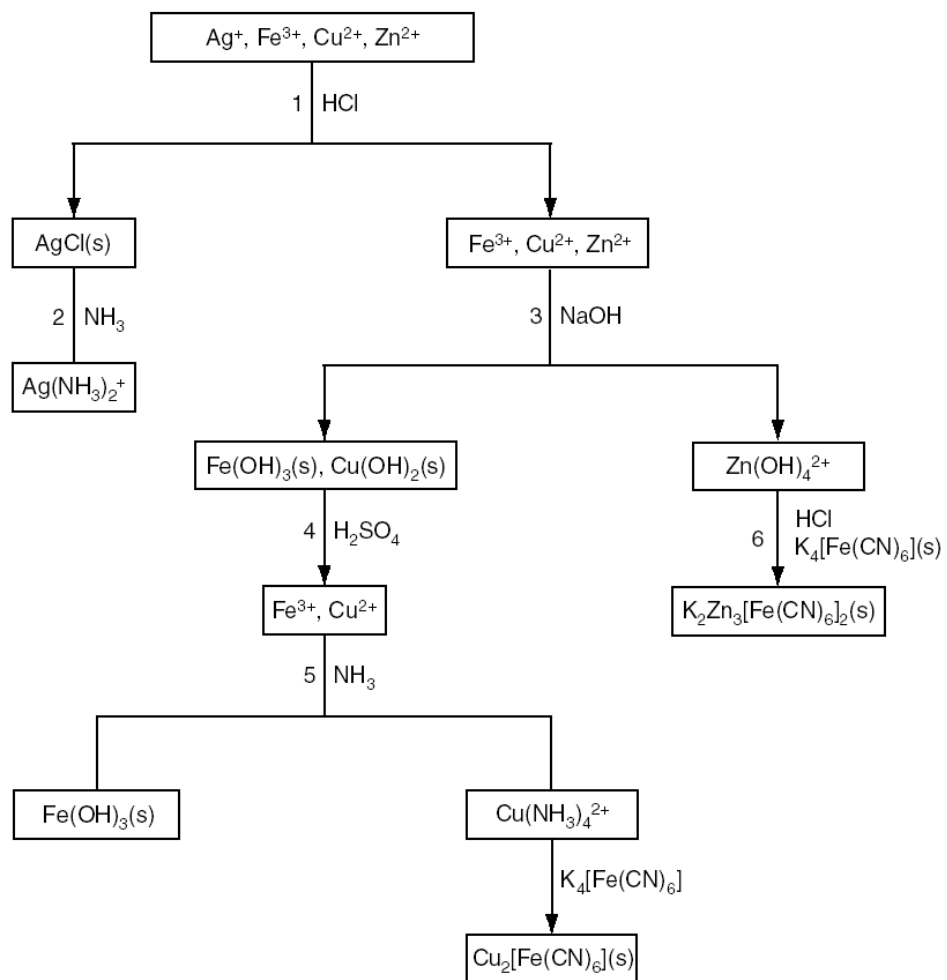 Ag⁺, Fe³⁺, Cu²⁺, Zn²⁺
1 HCl
AgCl(s)
Fe³⁺, Cu²⁺, Zn²⁺
2 NH₃
3 NaOH
Ag(NH₃)₂⁺
Fe(OH)₃(s), Cu(OH)₂(s)
Zn(OH)₄²⁺
4 H₂SO₄
6 HCl
K₄[Fe(CN)₆](s)
Fe³⁺, Cu²⁺
K₂Zn₃[Fe(CN)₆]₂(s)
5 NH₃
Fe(OH)₃(s)
Cu(NH₃)₄²⁺
K₄[Fe(CN)₆]
Cu₂[Fe(CN)₆](s)